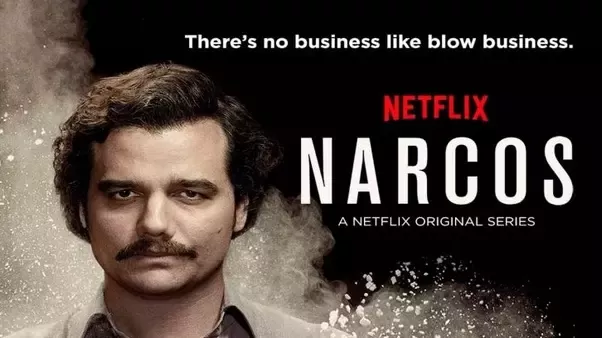 There’s no business like blow business.
NETFLIX
NARCOS
A NETFLIX ORIGINAL SERIES